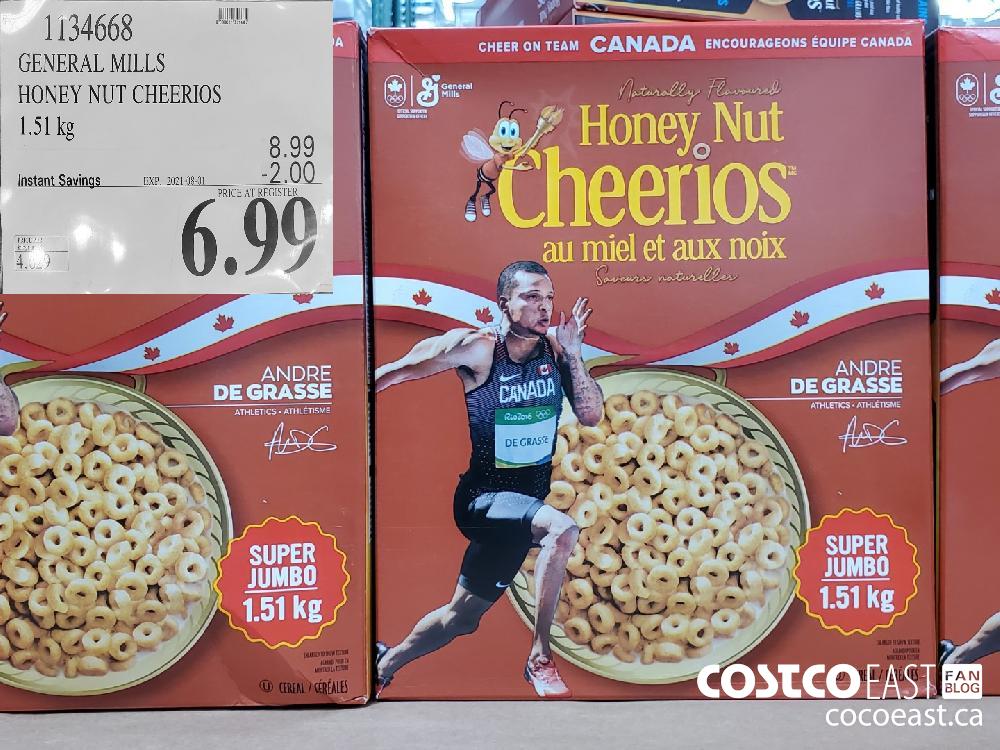 1134668
GENERAL MILLS
HONEY NUT CHEERIOS
1.51 kg
8.99
Instant Savings EXP. 2021-08-01 -2.00
PRICE AT REGISTER
6.99
DA
DA
CHEER ON TEAM CANADA ENCOURAGEONS ÉQUIPE CANADA
General Mills
Naturally Flavoured
Honey Nut
Cheerios
au miel et aux noix
Saveurs naturelles
CANADA
Rio2016
DE GRASSE
ANDRE
DE GRASSE
ATHLETICS • ATHLÉTISME
SUPER
JUMBO
1.51 kg
ANDRE
DE GRASSE
ATHLETICS • ATHLÉTISME
SUPER
JUMBO
1.51 kg
CEREAL / CÉRÉALES
COSTCO EAST FAN BLOG
cocoeast.ca